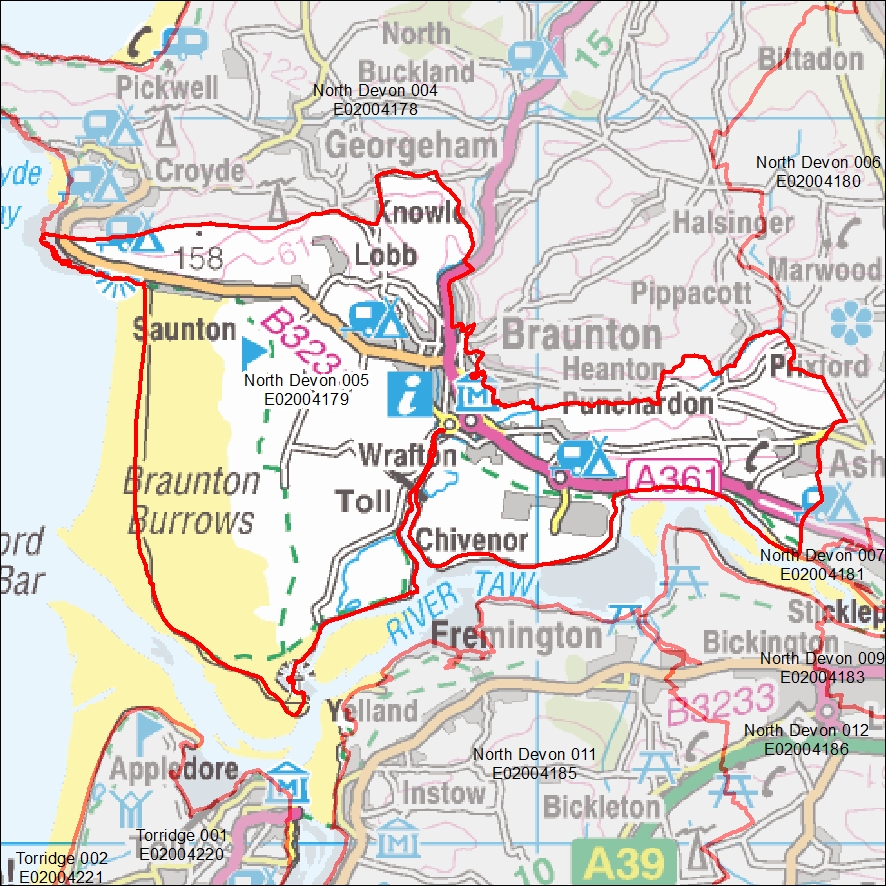 North
Buckland
15
Bittadon
Pickwell
122
North Devon 004
E02004178
Georgeham
North Devon 006
E02004180
Croyde
yde
ay
Knowle
Halsinger
158
61
Lobb
Marwood
Pippacott
Saunton
B323
Braunton
Heanton
Prixford
North Devon 005
E02004179
i
M
Punchardon
Wrafton
Ash
A361
Braunton
Burrows
Toll
Chivenor
ord
Bar
North Devon 007
E02004181
RIVER TAW
Sticklep
Fremington
Bickington
North Devon 009
E02004183
B3233
Yelland
North Devon 012
E02004186
North Devon 011
E02004185
Appledore
M
Instow
Bickleton
Torridge 001
E02004220
M
Torridge 002
E02004221
10
A39